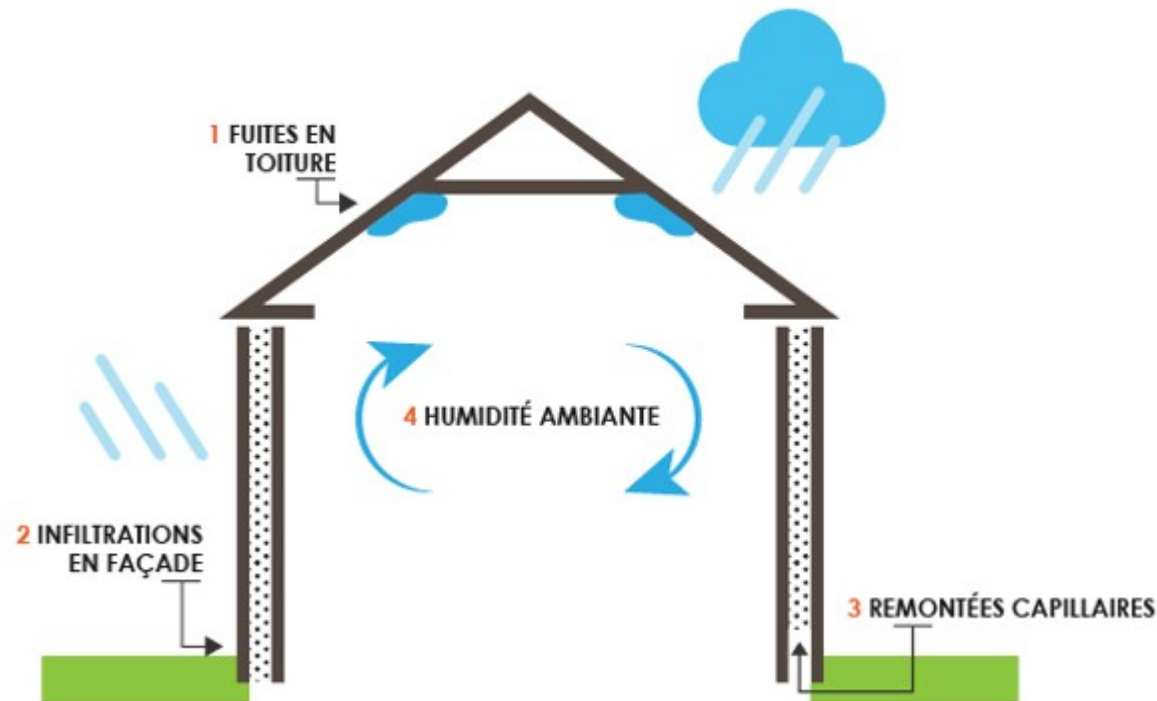 1 FUITES EN
TOITURE
4 HUMIDITÉ AMBIANTE
2 INFILTRATIONS
EN FAÇADE
3 REMONTÉES CAPILLAIRES